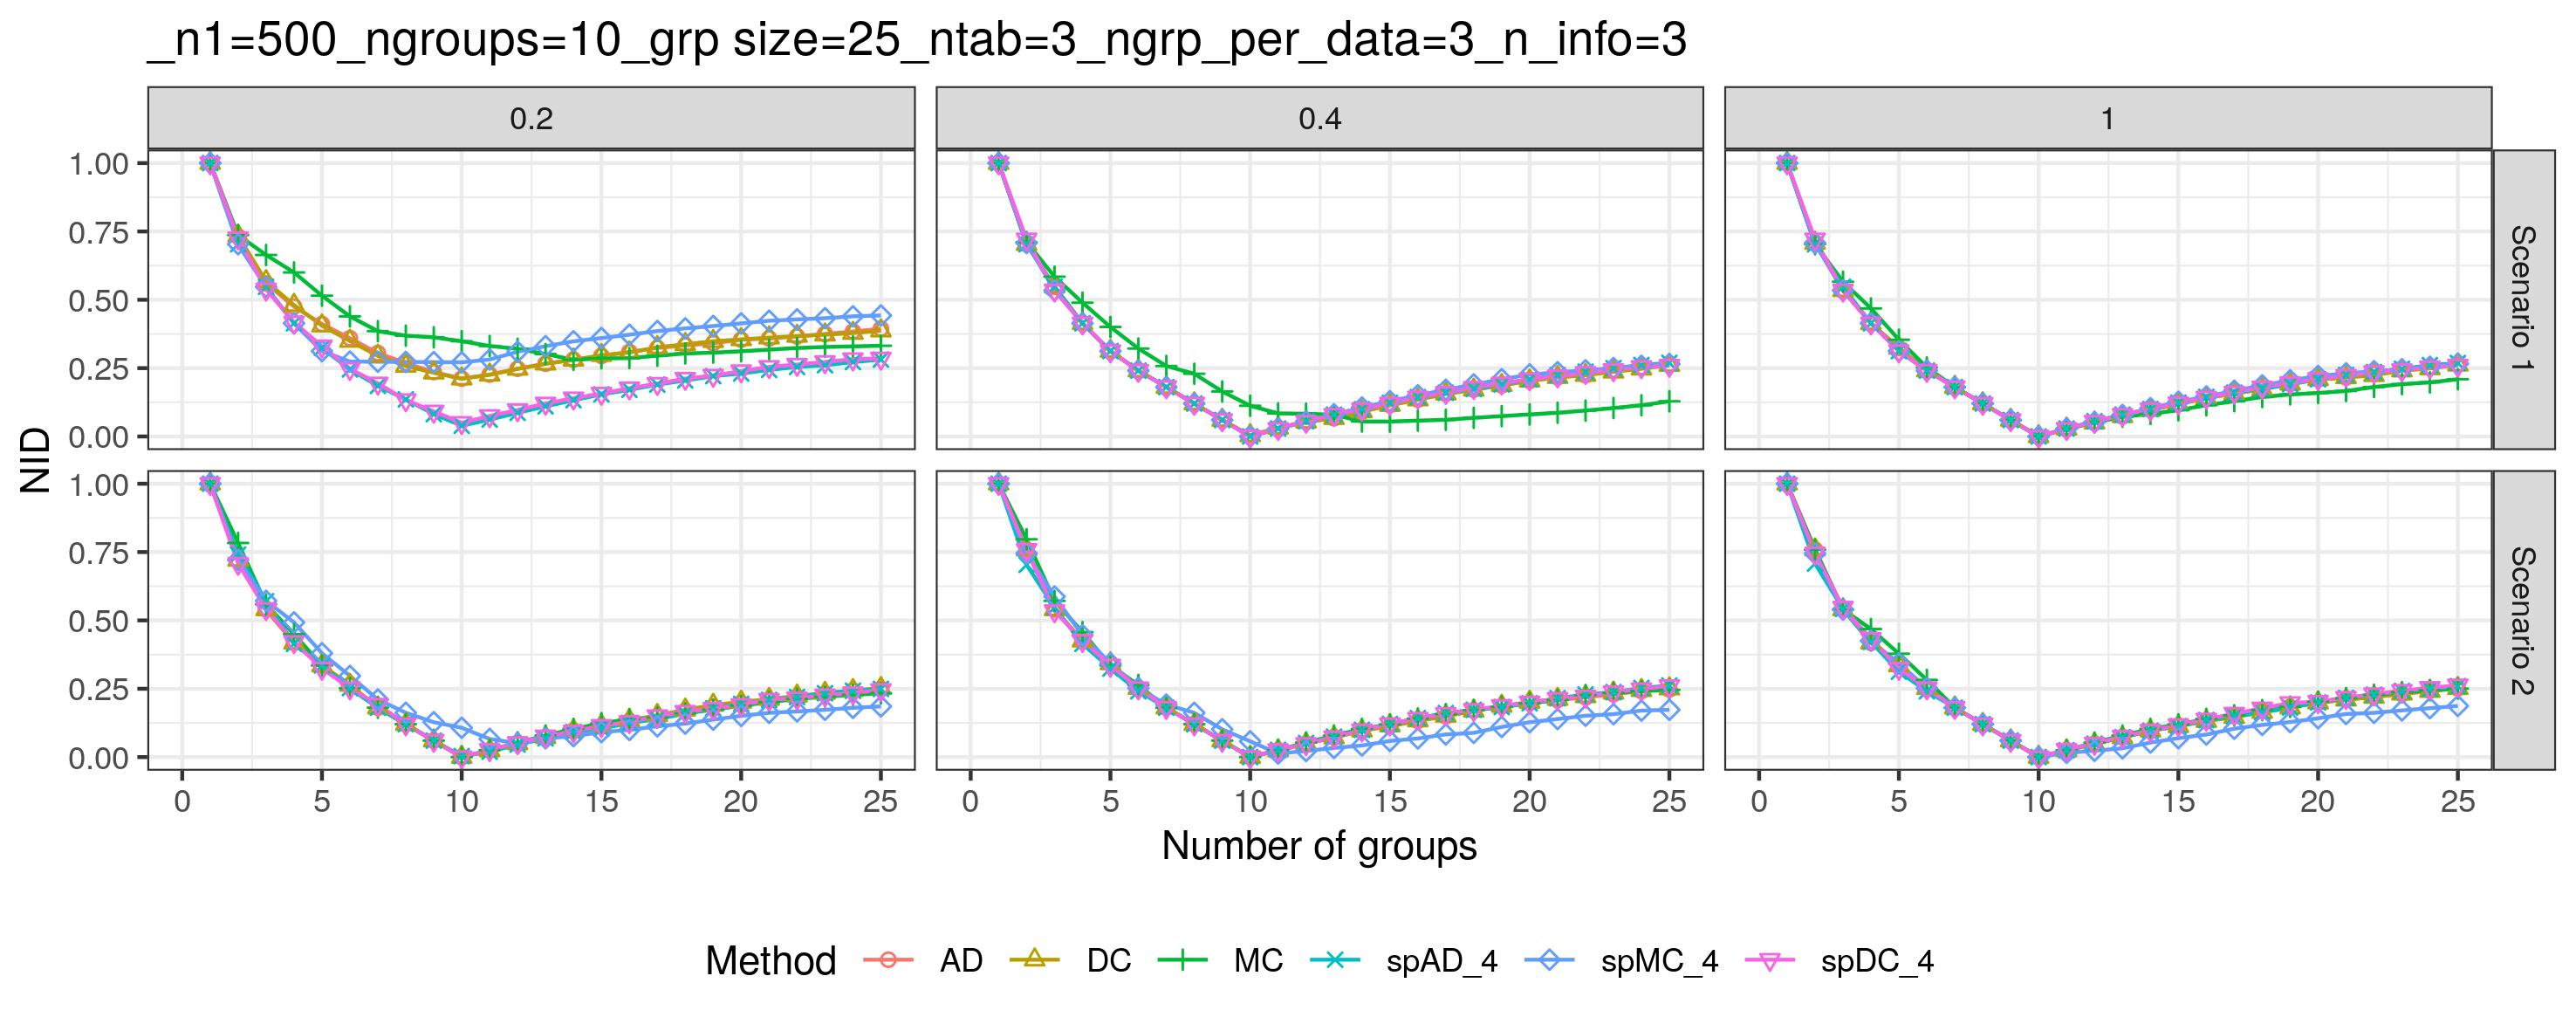 _n1=500_ngroups=10_grp size=25_ntab=3_ngrp_per_data=3_n_info=3
0.2 0.4 1
1.00
0.75
0.50
0.25
0.00
Scenario 1
NID
1.00
0.75
0.50
0.25
0.00
Scenario 2
0 5 10 15 20 25 0 5 10 15 20 25 0 5 10 15 20 25
Number of groups
Method AD DC MC spAD_4 spMC_4 spDC_4